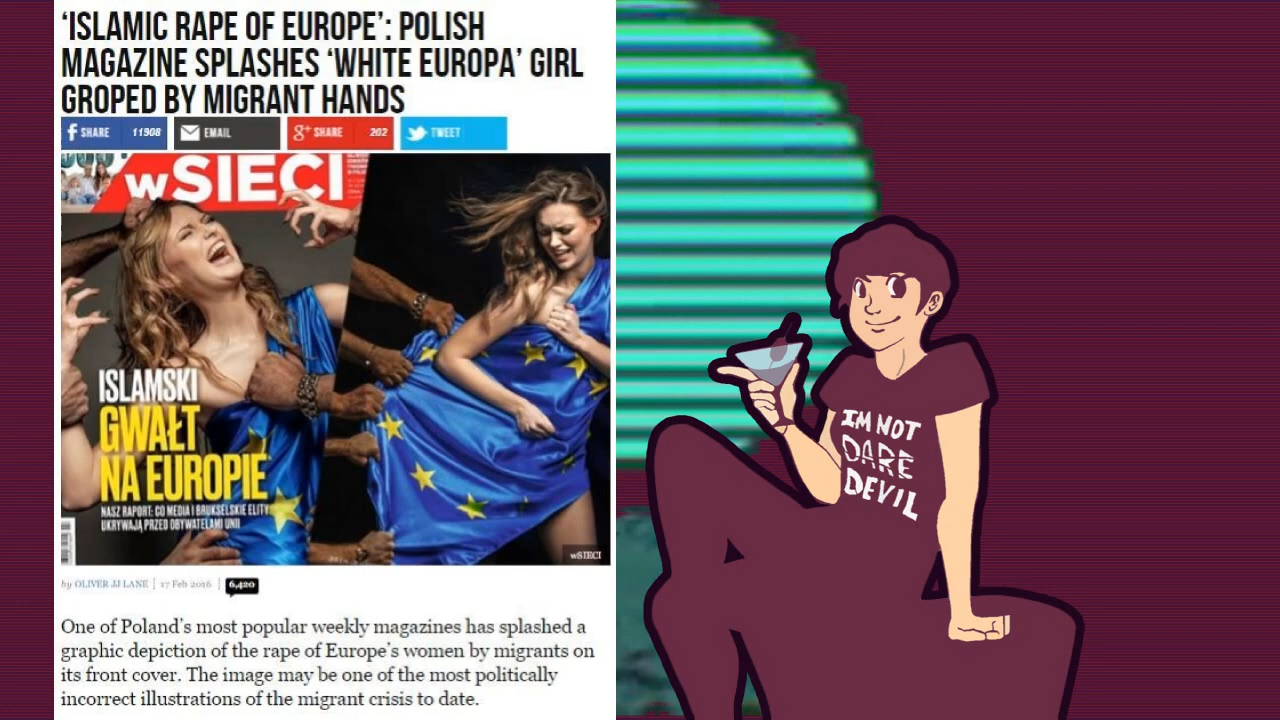 ‘ISLAMIC RAPE OF EUROPE’: POLISH
MAGAZINE SPLASHES ‘WHITE EUROPA’ GIRL
GROPED BY MIGRANT HANDS
f SHARE 11908
EMAIL
g+ SHARE 202
TWEET
wSIECI
ISLAMSKI
GWAŁT
NA EUROPIE
NASZ RAPORT: CO MEDIA I BRUKSELSKIE ELITY
UKRYWAJĄ PRZED OBYWATELAMI UNII
wSIECI
by OLIVER JJ LANE | 17 Feb 2016 | 6,420
One of Poland’s most popular weekly magazines has splashed a
graphic depiction of the rape of Europe’s women by migrants on
its front cover. The image may be one of the most politically
incorrect illustrations of the migrant crisis to date.
IM NOT
DARE
DEVIL